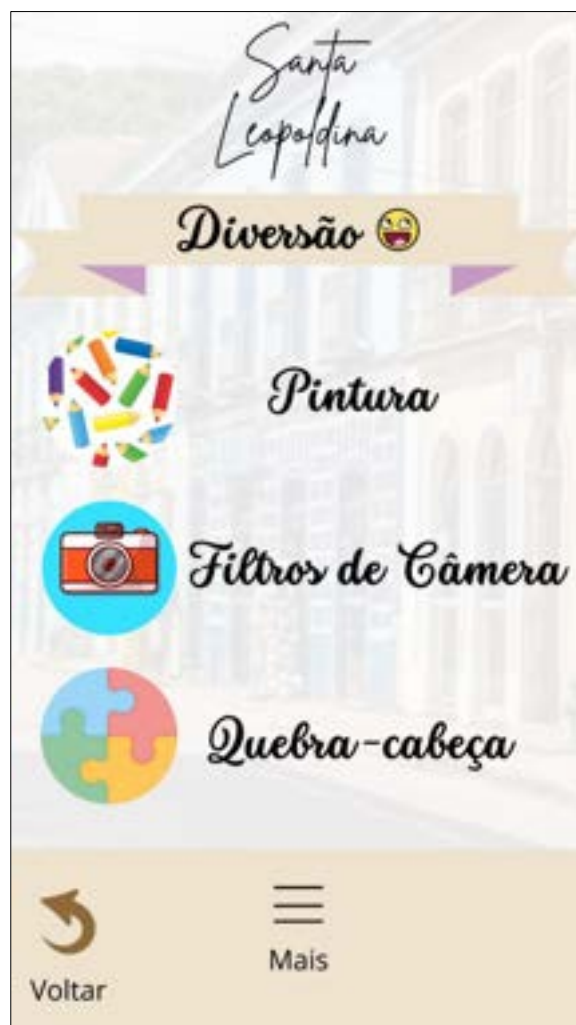 Santa
Leopoldina
Diversão
Pintura
Filtros de Câmera
Quebra-cabeça
Voltar
Mais